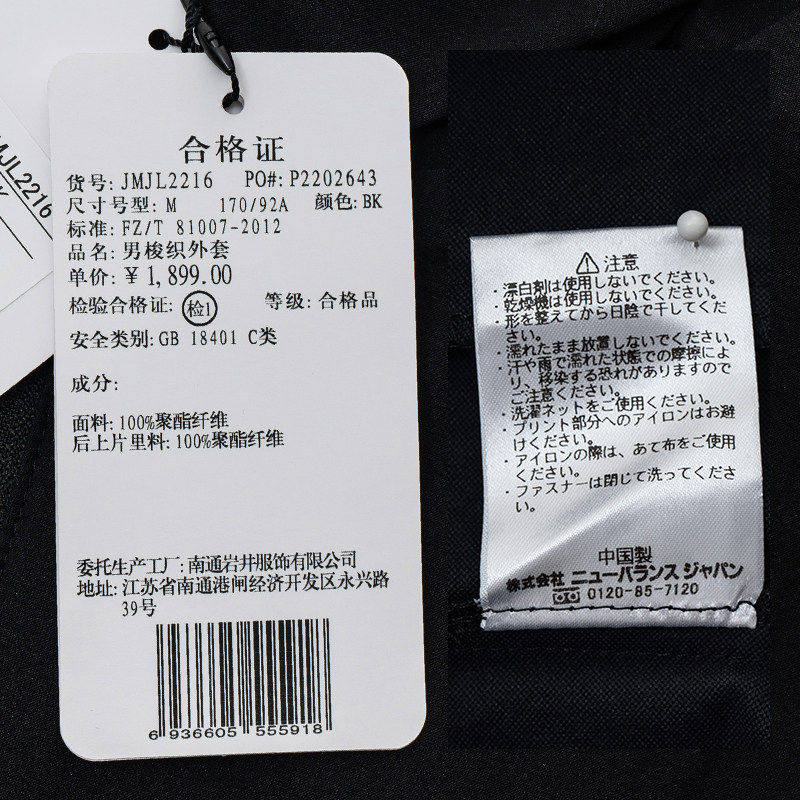 合格证
货号: JMJL2216 PO#: P2202643
尺寸号型: M 170/92A 颜色: BK
标准: FZ/T 81007-2012
品名: 男梭织外套
单价: ¥ 1,899.00
检验合格证: 检1 等级: 合格品
安全类别: GB 18401 C类
成分:
面料: 100%聚酯纤维
后上片里料: 100%聚酯纤维
委托生产工厂: 南通岩井服饰有限公司
地址: 江苏省南通港闸经济开发区永兴路
39号
6 936605 555918
JL2216
K
⚠ 注意
・漂白剤は使用しないでください。
・乾燥機は使用しないでください。
・形を整えてから日陰で干してくだ
さい。
・濡れたまま放置しないでください。
・汗や雨で濡れた状態での摩擦によ
り、移染する恐れがありますので
ご注意ください。
・洗濯ネットをご使用ください。
・プリント部分へのアイロンはお避
けください。
・アイロンの際は、あて布をご使用
ください。
・ファスナーは閉じて洗ってくださ
い。
中国製
株式会社 ニューバランス ジャパン
0120-85-7120